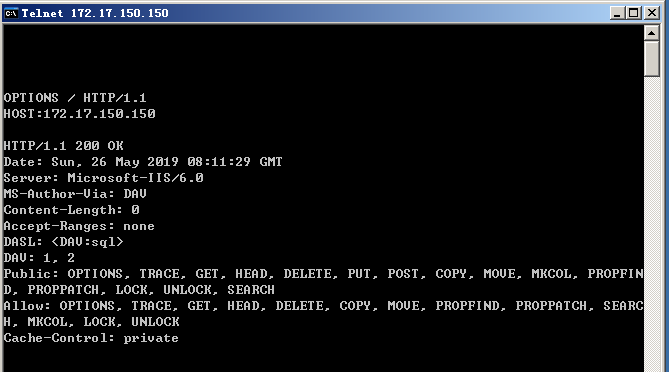 Telnet 172.17.150.150
OPTIONS / HTTP/1.1
HOST:172.17.150.150
HTTP/1.1 200 OK
Date: Sun, 26 May 2019 08:11:29 GMT
Server: Microsoft-IIS/6.0
MS-Author-Via: DAV
Content-Length: 0
Accept-Ranges: none
DASL: <DAV:sql>
DAV: 1, 2
Public: OPTIONS, TRACE, GET, HEAD, DELETE, PUT, POST, COPY, MOVE, MKCOL, PROPFIN
D, PROPPATCH, LOCK, UNLOCK, SEARCH
Allow: OPTIONS, TRACE, GET, HEAD, DELETE, COPY, MOVE, PROPFIND, PROPPATCH, SEARC
H, MKCOL, LOCK, UNLOCK
Cache-Control: private